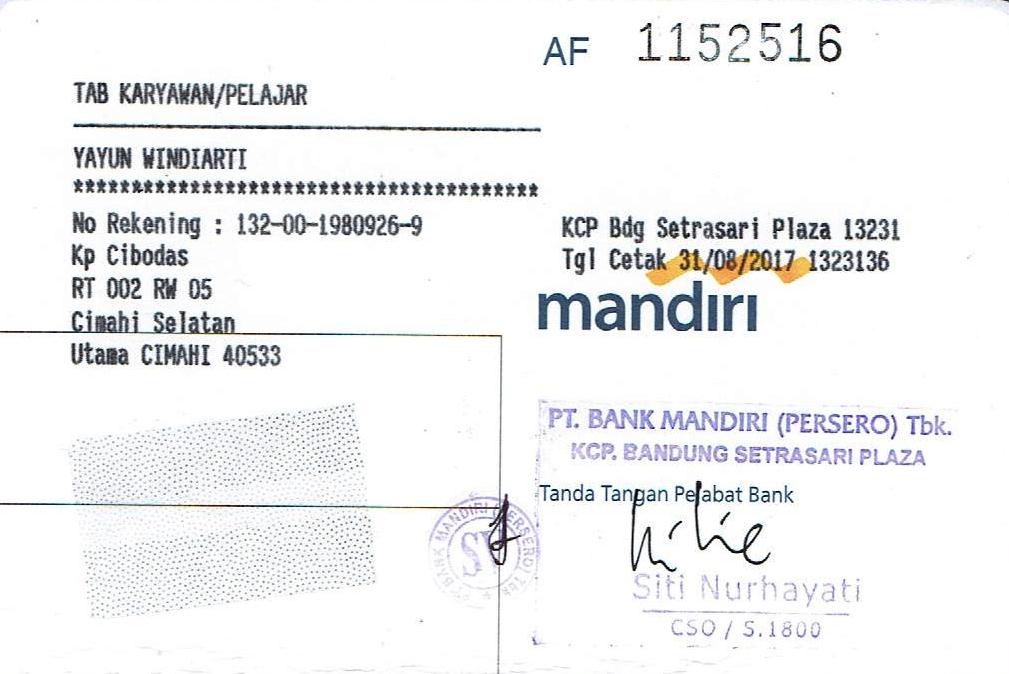 AF 1152516
TAB KARYAWAN/PELAJAR
YAYUN WINDIARTI
****************************************
No Rekening : 132-00-1980926-9
Kp Cibodas
RT 002 RW 05
Cimahi Selatan
Utama CIMAHI 40533
KCP Bdg Setrasari Plaza 13231
Tgl Cetak 31/08/2017 1323136
mandırı
PT. BANK MANDIRI (PERSERO) Tbk.
KCP. BANDUNG SETRASARI PLAZA
Tanda Tangan Pejabat Bank
BANK MANDIRI (PERSERO) Tbk
Siti Nurhayati
CSO / S.1800